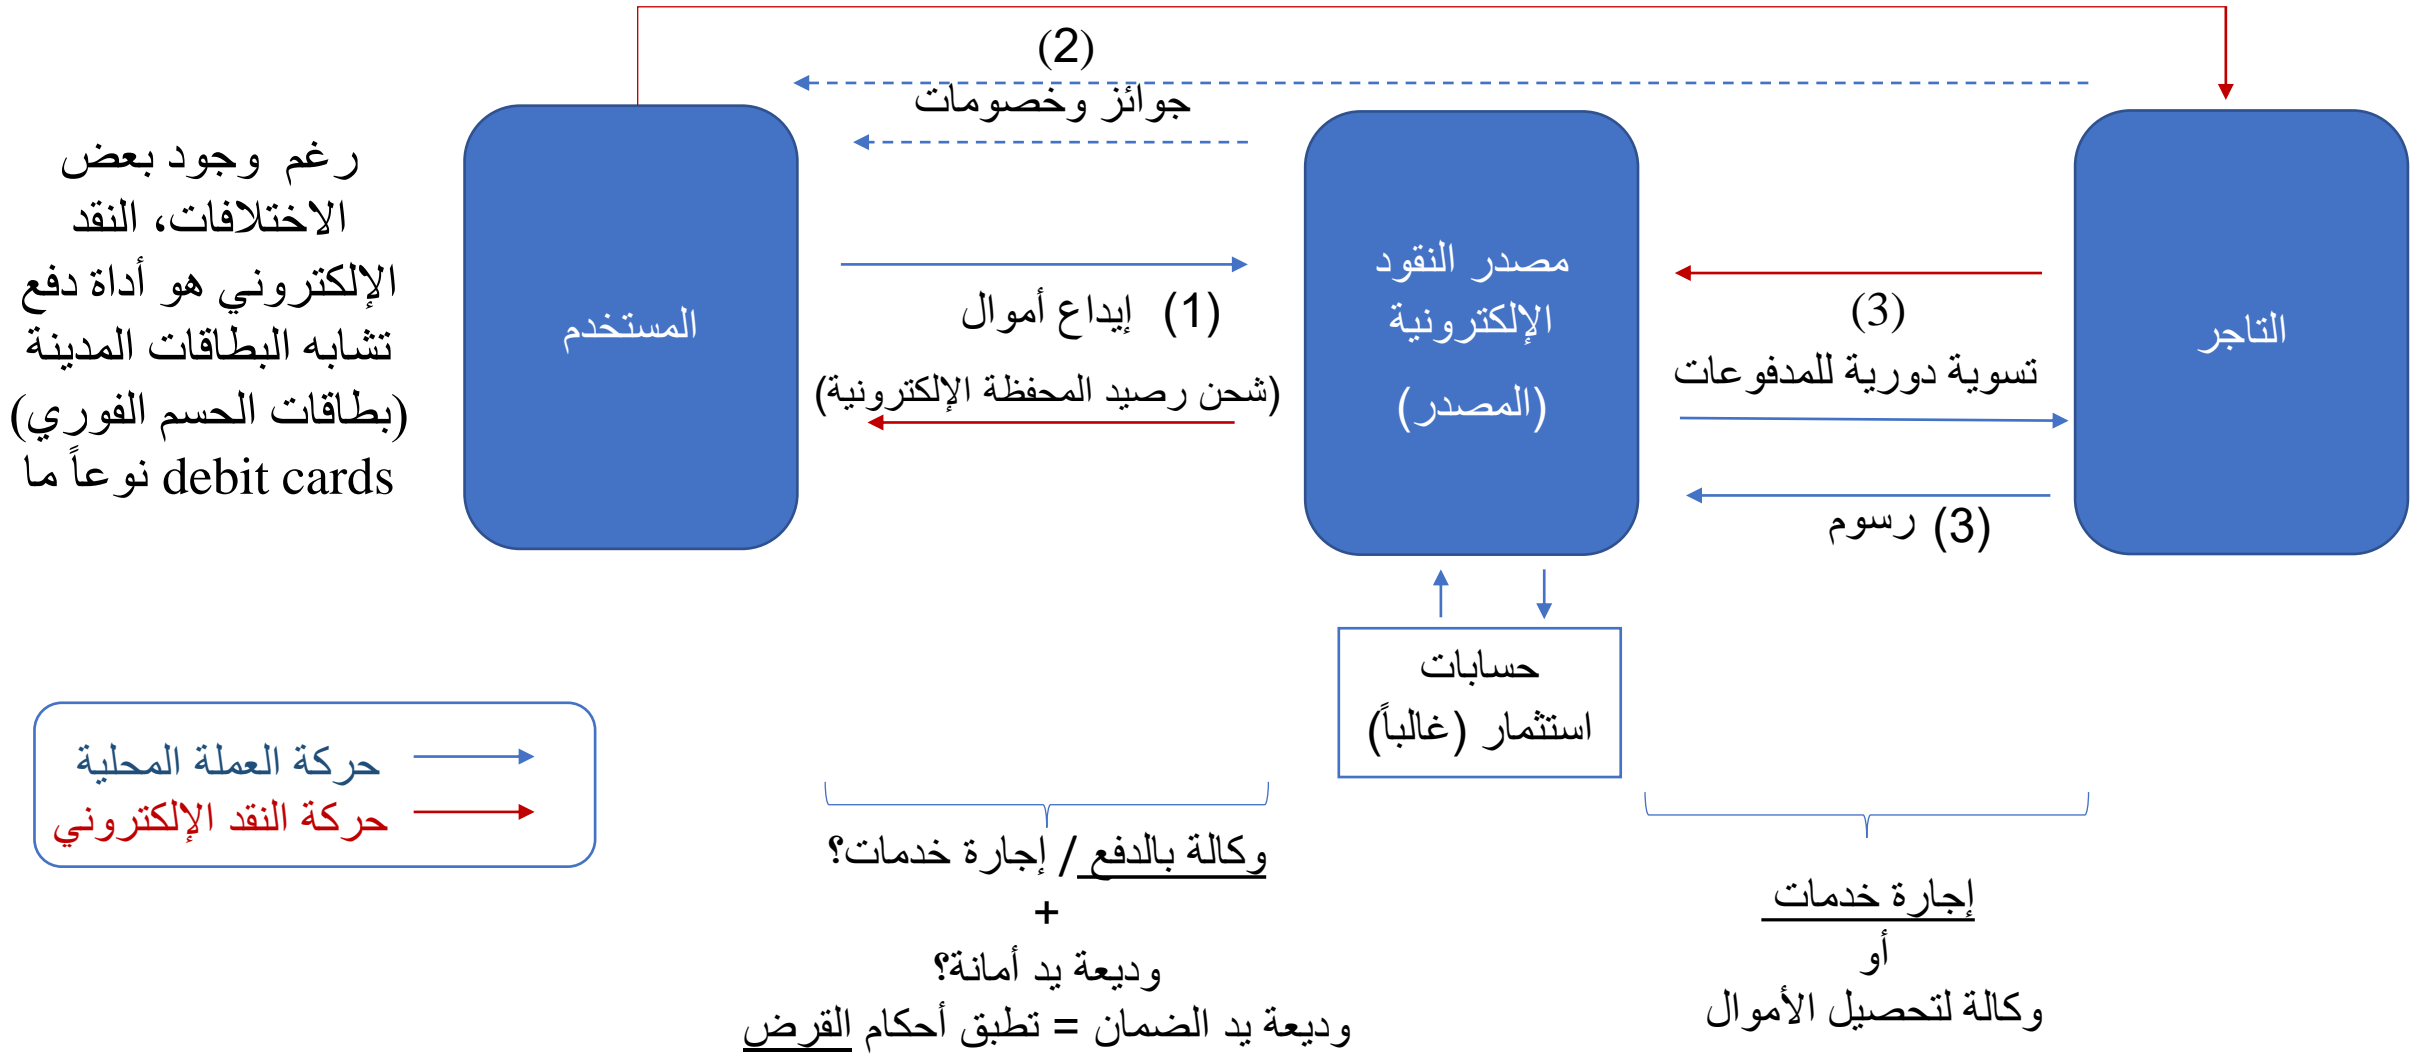 (2)
جوائز وخصومات
رغم وجود بعض
الاختلافات، النقد
الإلكتروني هو أداة دفع
تشابه البطاقات المدينة
(بطاقات الحسم الفوري)
debit cards نوعاً ما
المستخدم
(1) إيداع أموال
(شحن رصيد المحفظة الإلكترونية)
مصدر النقود
الإلكترونية
(المصدر)
(3)
تسوية دورية للمدفوعات
(3) رسوم
التاجر
حسابات
استثمار (غالباً)
حركة العملة المحلية
حركة النقد الإلكتروني
وكالة بالدفع / إجارة خدمات؟
+
وديعة يد أمانة؟
وديعة يد الضمان = تطبق أحكام القرض
إجارة خدمات
أو
وكالة لتحصيل الأموال